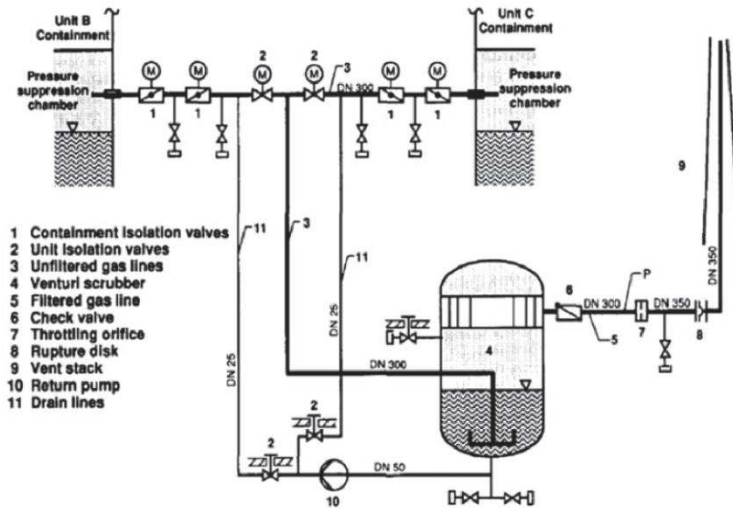 Unit B
Containment
Unit C
Containment
Pressure
suppression
chamber
Pressure
suppression
chamber
M
M
2
M
2
M
3
DN 300
M
M
1
1
1
1
9
1 Containment isolation valves
2 Unit isolation valves
3 Unfiltered gas lines
4 Venturi scrubber
5 Filtered gas line
6 Check valve
7 Throttling orifice
8 Rupture disk
9 Vent stack
10 Return pump
11 Drain lines
11
3
11
DN 25
DN 25
DN 300
4
6
DN 300
P
5
7
DN 350
8
DN 350
2
2
10
DN 50